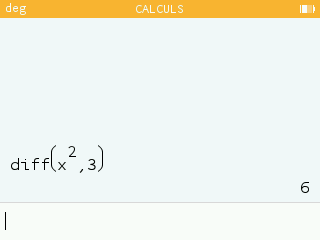 deg CALCULS
diff(x²,3)
6